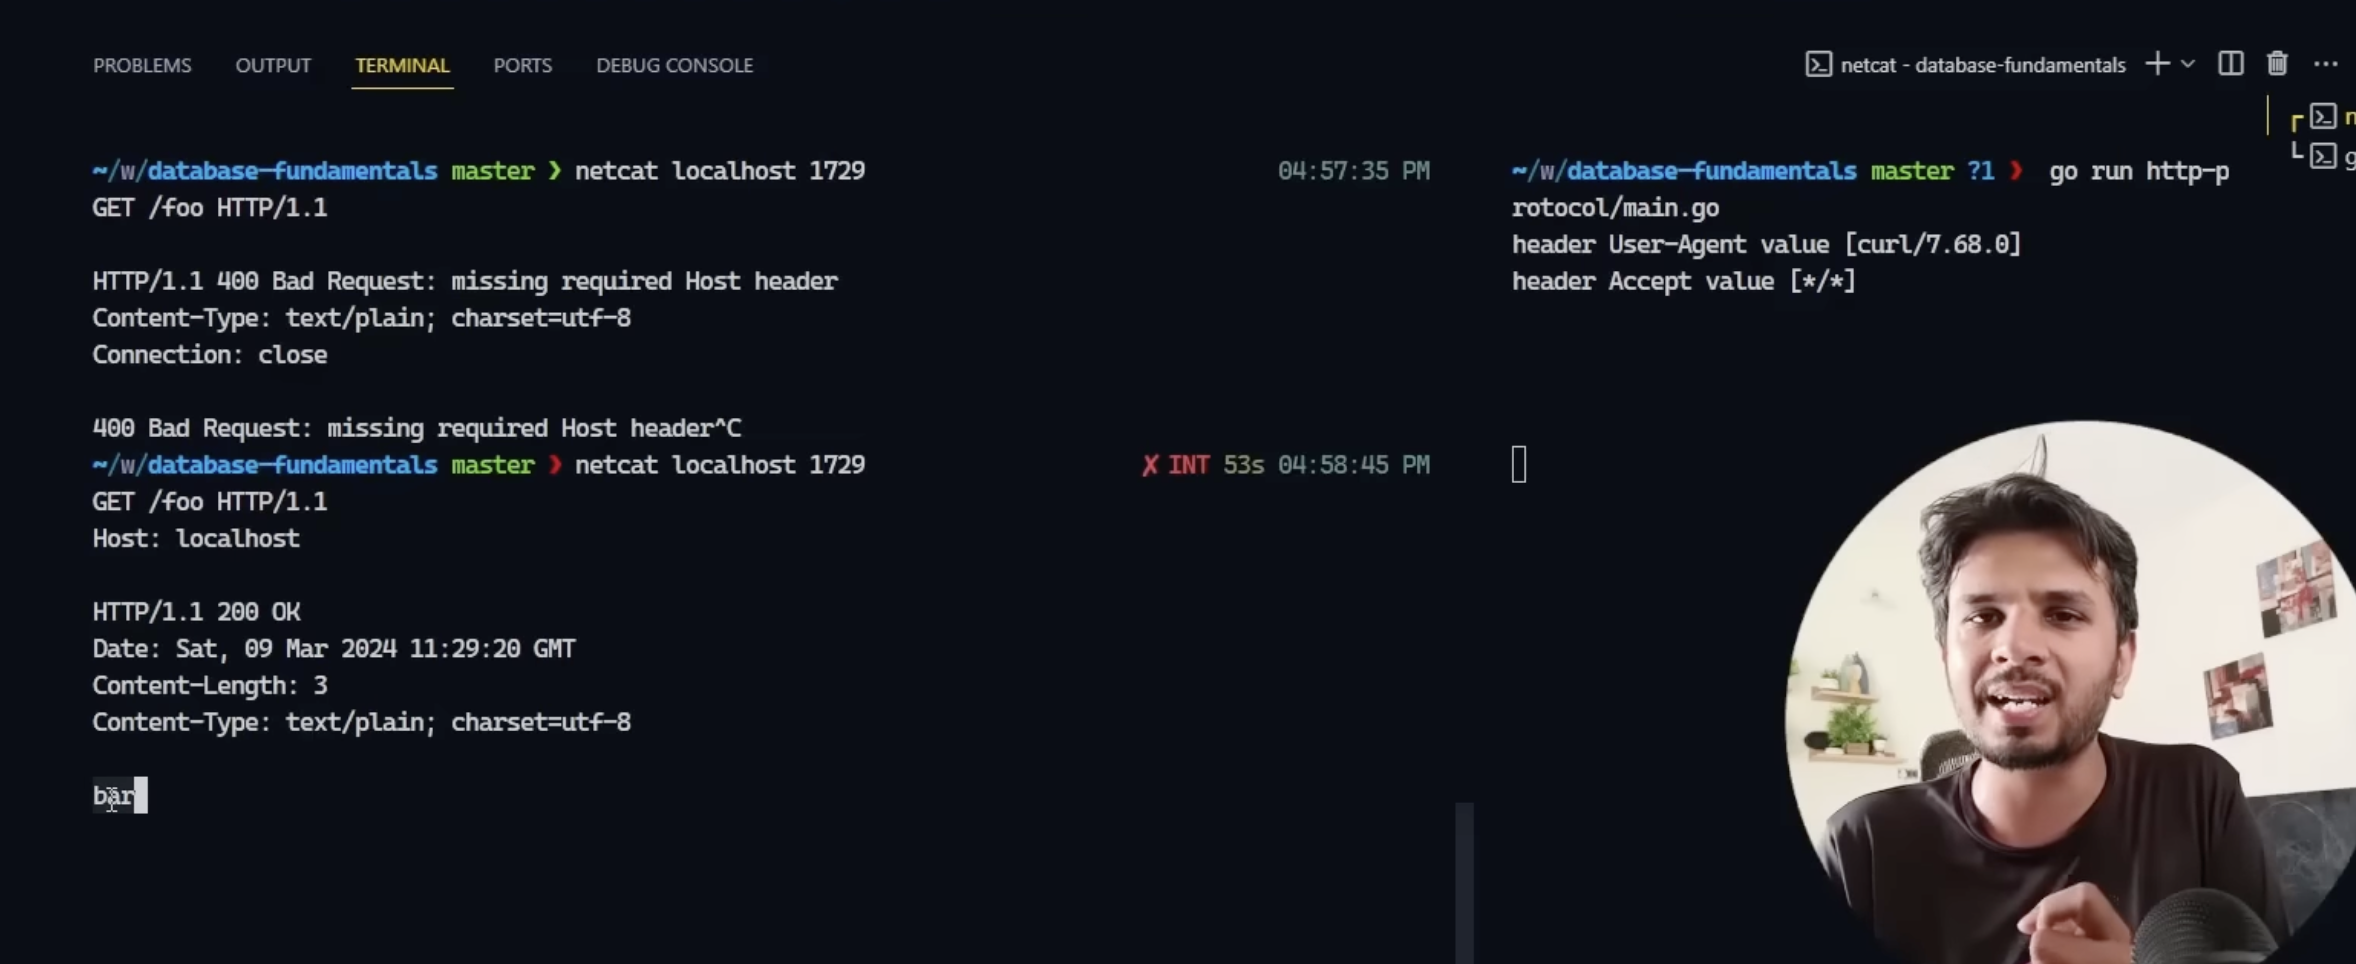 PROBLEMS OUTPUT TERMINAL PORTS DEBUG CONSOLE
netcat - database-fundamentals
~/w/database-fundamentals master ❯ netcat localhost 1729 04:57:35 PM
GET /foo HTTP/1.1
HTTP/1.1 400 Bad Request: missing required Host header
Content-Type: text/plain; charset=utf-8
Connection: close
400 Bad Request: missing required Host header^C
~/w/database-fundamentals master ❯ netcat localhost 1729 ✗ INT 53s 04:58:45 PM
GET /foo HTTP/1.1
Host: localhost
HTTP/1.1 200 OK
Date: Sat, 09 Mar 2024 11:29:20 GMT
Content-Length: 3
Content-Type: text/plain; charset=utf-8
bar
~/w/database-fundamentals master ?1 ❯ go run http-p
rotocol/main.go
header User-Agent value [curl/7.68.0]
header Accept value [*/*]